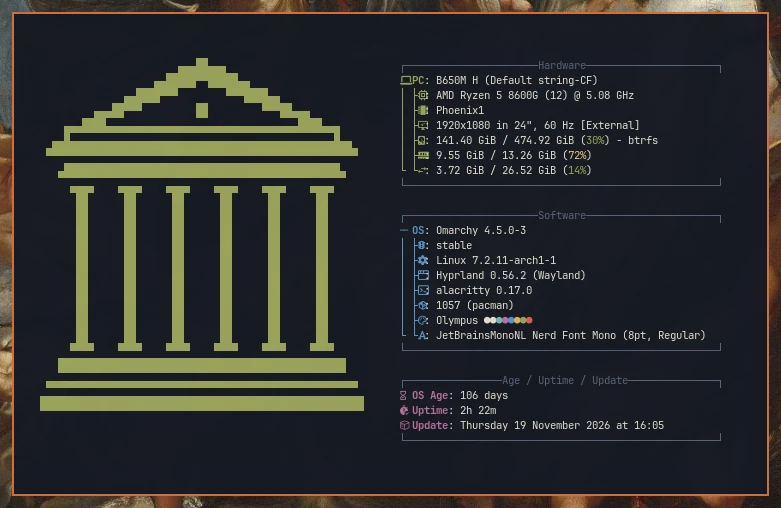 Hardware
PC: B650M H (Default string-CF)
: AMD Ryzen 5 8600G (12) @ 5.08 GHz
: Phoenix1
: 1920x1080 in 24", 60 Hz [External]
: 141.40 GiB / 474.92 GiB (30%) - btrfs
: 9.55 GiB / 13.26 GiB (72%)
: 3.72 GiB / 26.52 GiB (14%)
Software
OS: Omarchy 4.5.0-3
: stable
: Linux 7.2.11-arch1-1
: Hyprland 0.56.2 (Wayland)
: alacritty 0.17.0
: 1057 (pacman)
: Olympus
: JetBrainsMonoNL Nerd Font Mono (8pt, Regular)
Age / Uptime / Update
OS Age: 106 days
Uptime: 2h 22m
Update: Thursday 19 November 2026 at 16:05